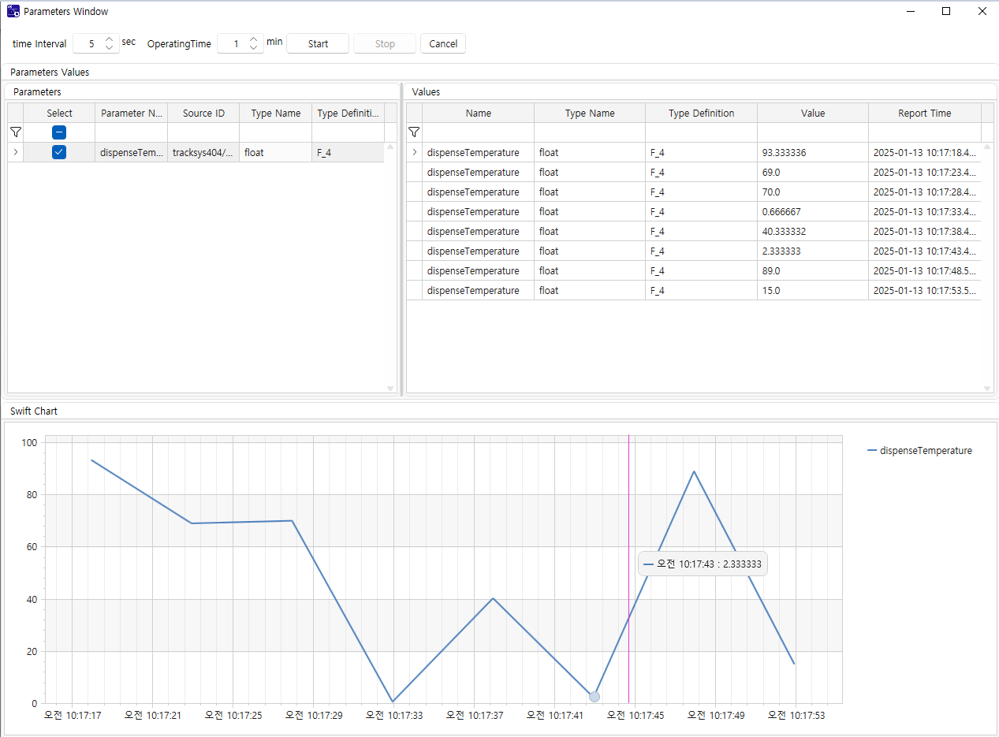 Parameters Window
time Interval 5 sec OperatingTime 1 min Start Stop Cancel
Parameters Values
Parameters
Select Parameter N... Source ID Type Name Type Definiti...
dispenseTem... tracksys404/... float F_4
Values
Name Type Name Type Definition Value Report Time
dispenseTemperature float F_4 93.333336 2025-01-13 10:17:18.4...
dispenseTemperature float F_4 69.0 2025-01-13 10:17:23.4...
dispenseTemperature float F_4 70.0 2025-01-13 10:17:28.4...
dispenseTemperature float F_4 0.666667 2025-01-13 10:17:33.4...
dispenseTemperature float F_4 40.333332 2025-01-13 10:17:38.4...
dispenseTemperature float F_4 2.333333 2025-01-13 10:17:43.4...
dispenseTemperature float F_4 89.0 2025-01-13 10:17:48.5...
dispenseTemperature float F_4 15.0 2025-01-13 10:17:53.5...
Swift Chart
100
80
60
40
20
0
dispenseTemperature
오전 10:17:43 : 2.333333
오전 10:17:17 오전 10:17:21 오전 10:17:25 오전 10:17:29 오전 10:17:33 오전 10:17:37 오전 10:17:41 오전 10:17:45 오전 10:17:49 오전 10:17:53